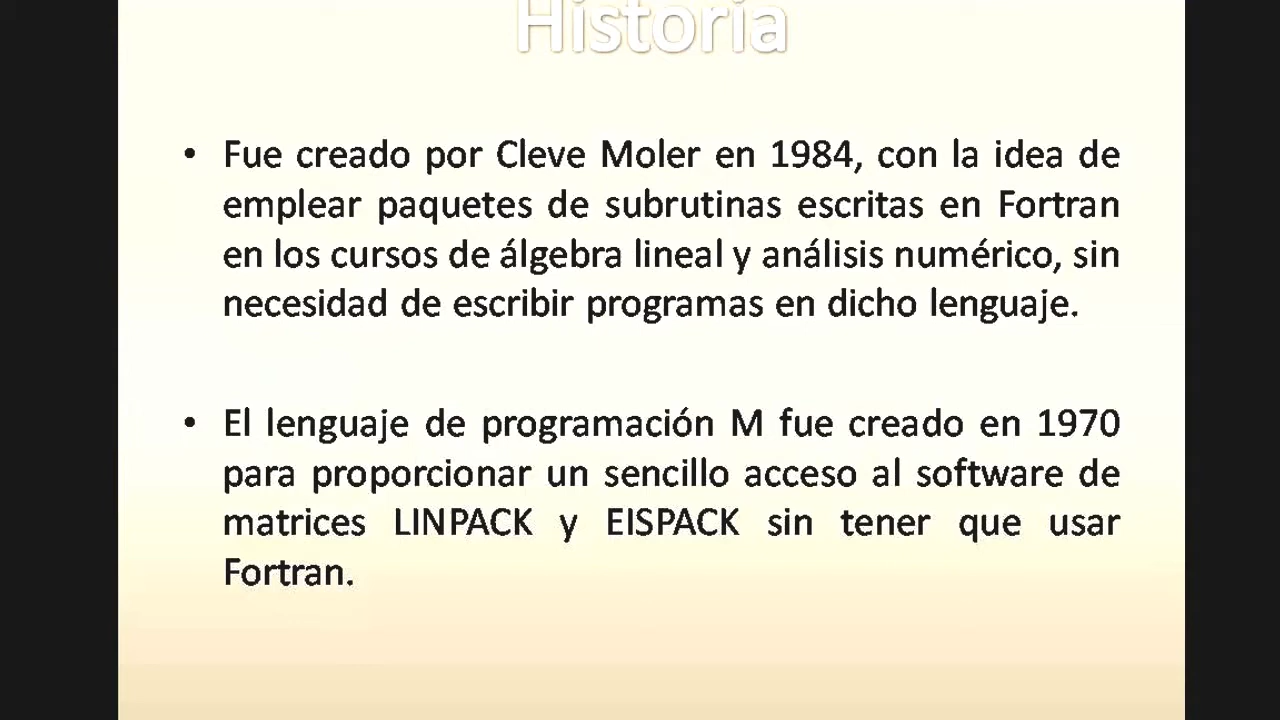 Historia
• Fue creado por Cleve Moler en 1984, con la idea de
emplear paquetes de subrutinas escritas en Fortran
en los cursos de álgebra lineal y análisis numérico, sin
necesidad de escribir programas en dicho lenguaje.
• El lenguaje de programación M fue creado en 1970
para proporcionar un sencillo acceso al software de
matrices LINPACK y EISPACK sin tener que usar
Fortran.